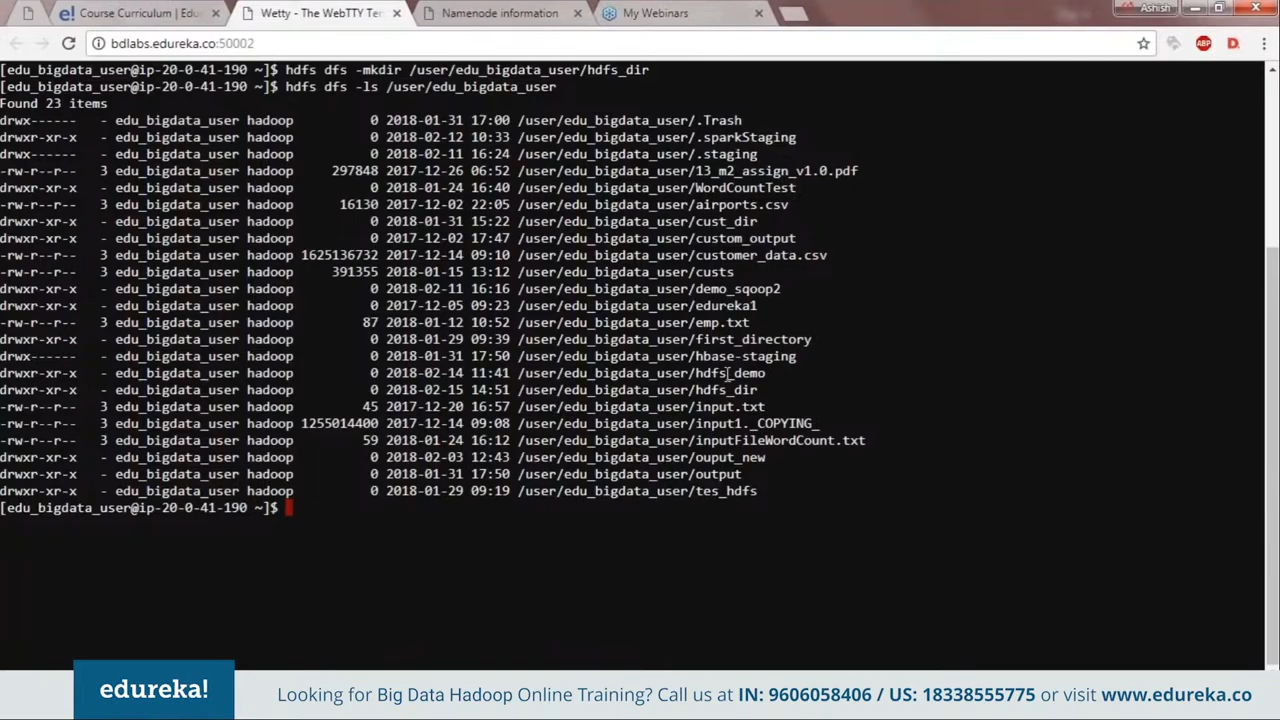 Course Curriculum | Edu
Wetty - The WebTTY Ter
Namenode information
My Webinars
Ashish
bdlabs.edureka.co:50002
ABP
[edu_bigdata_user@ip-20-0-41-190 ~]$ hdfs dfs -mkdir /user/edu_bigdata_user/hdfs_dir
[edu_bigdata_user@ip-20-0-41-190 ~]$ hdfs dfs -ls /user/edu_bigdata_user
Found 23 items
drwx------ - edu_bigdata_user hadoop 0 2018-01-31 17:00 /user/edu_bigdata_user/.Trash
drwxr-xr-x - edu_bigdata_user hadoop 0 2018-02-12 10:33 /user/edu_bigdata_user/.sparkStaging
drwx------ - edu_bigdata_user hadoop 0 2018-02-11 16:24 /user/edu_bigdata_user/.staging
-rw-r--r-- 3 edu_bigdata_user hadoop 297848 2017-12-26 06:52 /user/edu_bigdata_user/13_m2_assign_v1.0.pdf
drwxr-xr-x - edu_bigdata_user hadoop 0 2018-01-24 16:40 /user/edu_bigdata_user/WordCountTest
-rw-r--r-- 3 edu_bigdata_user hadoop 16130 2017-12-02 22:05 /user/edu_bigdata_user/airports.csv
drwxr-xr-x - edu_bigdata_user hadoop 0 2018-01-31 15:22 /user/edu_bigdata_user/cust_dir
drwxr-xr-x - edu_bigdata_user hadoop 0 2017-12-02 17:47 /user/edu_bigdata_user/custom_output
-rw-r--r-- 3 edu_bigdata_user hadoop 1625136732 2017-12-14 09:10 /user/edu_bigdata_user/customer_data.csv
-rw-r--r-- 3 edu_bigdata_user hadoop 391355 2018-01-15 13:12 /user/edu_bigdata_user/custs
drwxr-xr-x - edu_bigdata_user hadoop 0 2018-02-11 16:16 /user/edu_bigdata_user/demo_sqoop2
drwxr-xr-x - edu_bigdata_user hadoop 0 2017-12-05 09:23 /user/edu_bigdata_user/edureka1
-rw-r--r-- 3 edu_bigdata_user hadoop 87 2018-01-12 10:52 /user/edu_bigdata_user/emp.txt
drwxr-xr-x - edu_bigdata_user hadoop 0 2018-01-29 09:39 /user/edu_bigdata_user/first_directory
drwx------ - edu_bigdata_user hadoop 0 2018-01-31 17:50 /user/edu_bigdata_user/hbase-staging
drwxr-xr-x - edu_bigdata_user hadoop 0 2018-02-14 11:41 /user/edu_bigdata_user/hdfs_demo
drwxr-xr-x - edu_bigdata_user hadoop 0 2018-02-15 14:51 /user/edu_bigdata_user/hdfs_dir
-rw-r--r-- 3 edu_bigdata_user hadoop 45 2017-12-20 16:57 /user/edu_bigdata_user/input.txt
-rw-r--r-- 3 edu_bigdata_user hadoop 1255014400 2017-12-14 09:08 /user/edu_bigdata_user/input1._COPYING_
-rw-r--r-- 3 edu_bigdata_user hadoop 59 2018-01-24 16:12 /user/edu_bigdata_user/inputFileWordCount.txt
drwxr-xr-x - edu_bigdata_user hadoop 0 2018-02-03 12:43 /user/edu_bigdata_user/ouput_new
drwxr-xr-x - edu_bigdata_user hadoop 0 2018-01-31 17:50 /user/edu_bigdata_user/output
drwxr-xr-x - edu_bigdata_user hadoop 0 2018-01-29 09:19 /user/edu_bigdata_user/tes_hdfs
[edu_bigdata_user@ip-20-0-41-190 ~]$
edureka!
Looking for Big Data Hadoop Online Training? Call us at IN: 9606058406 / US: 18338555775 or visit www.edureka.co